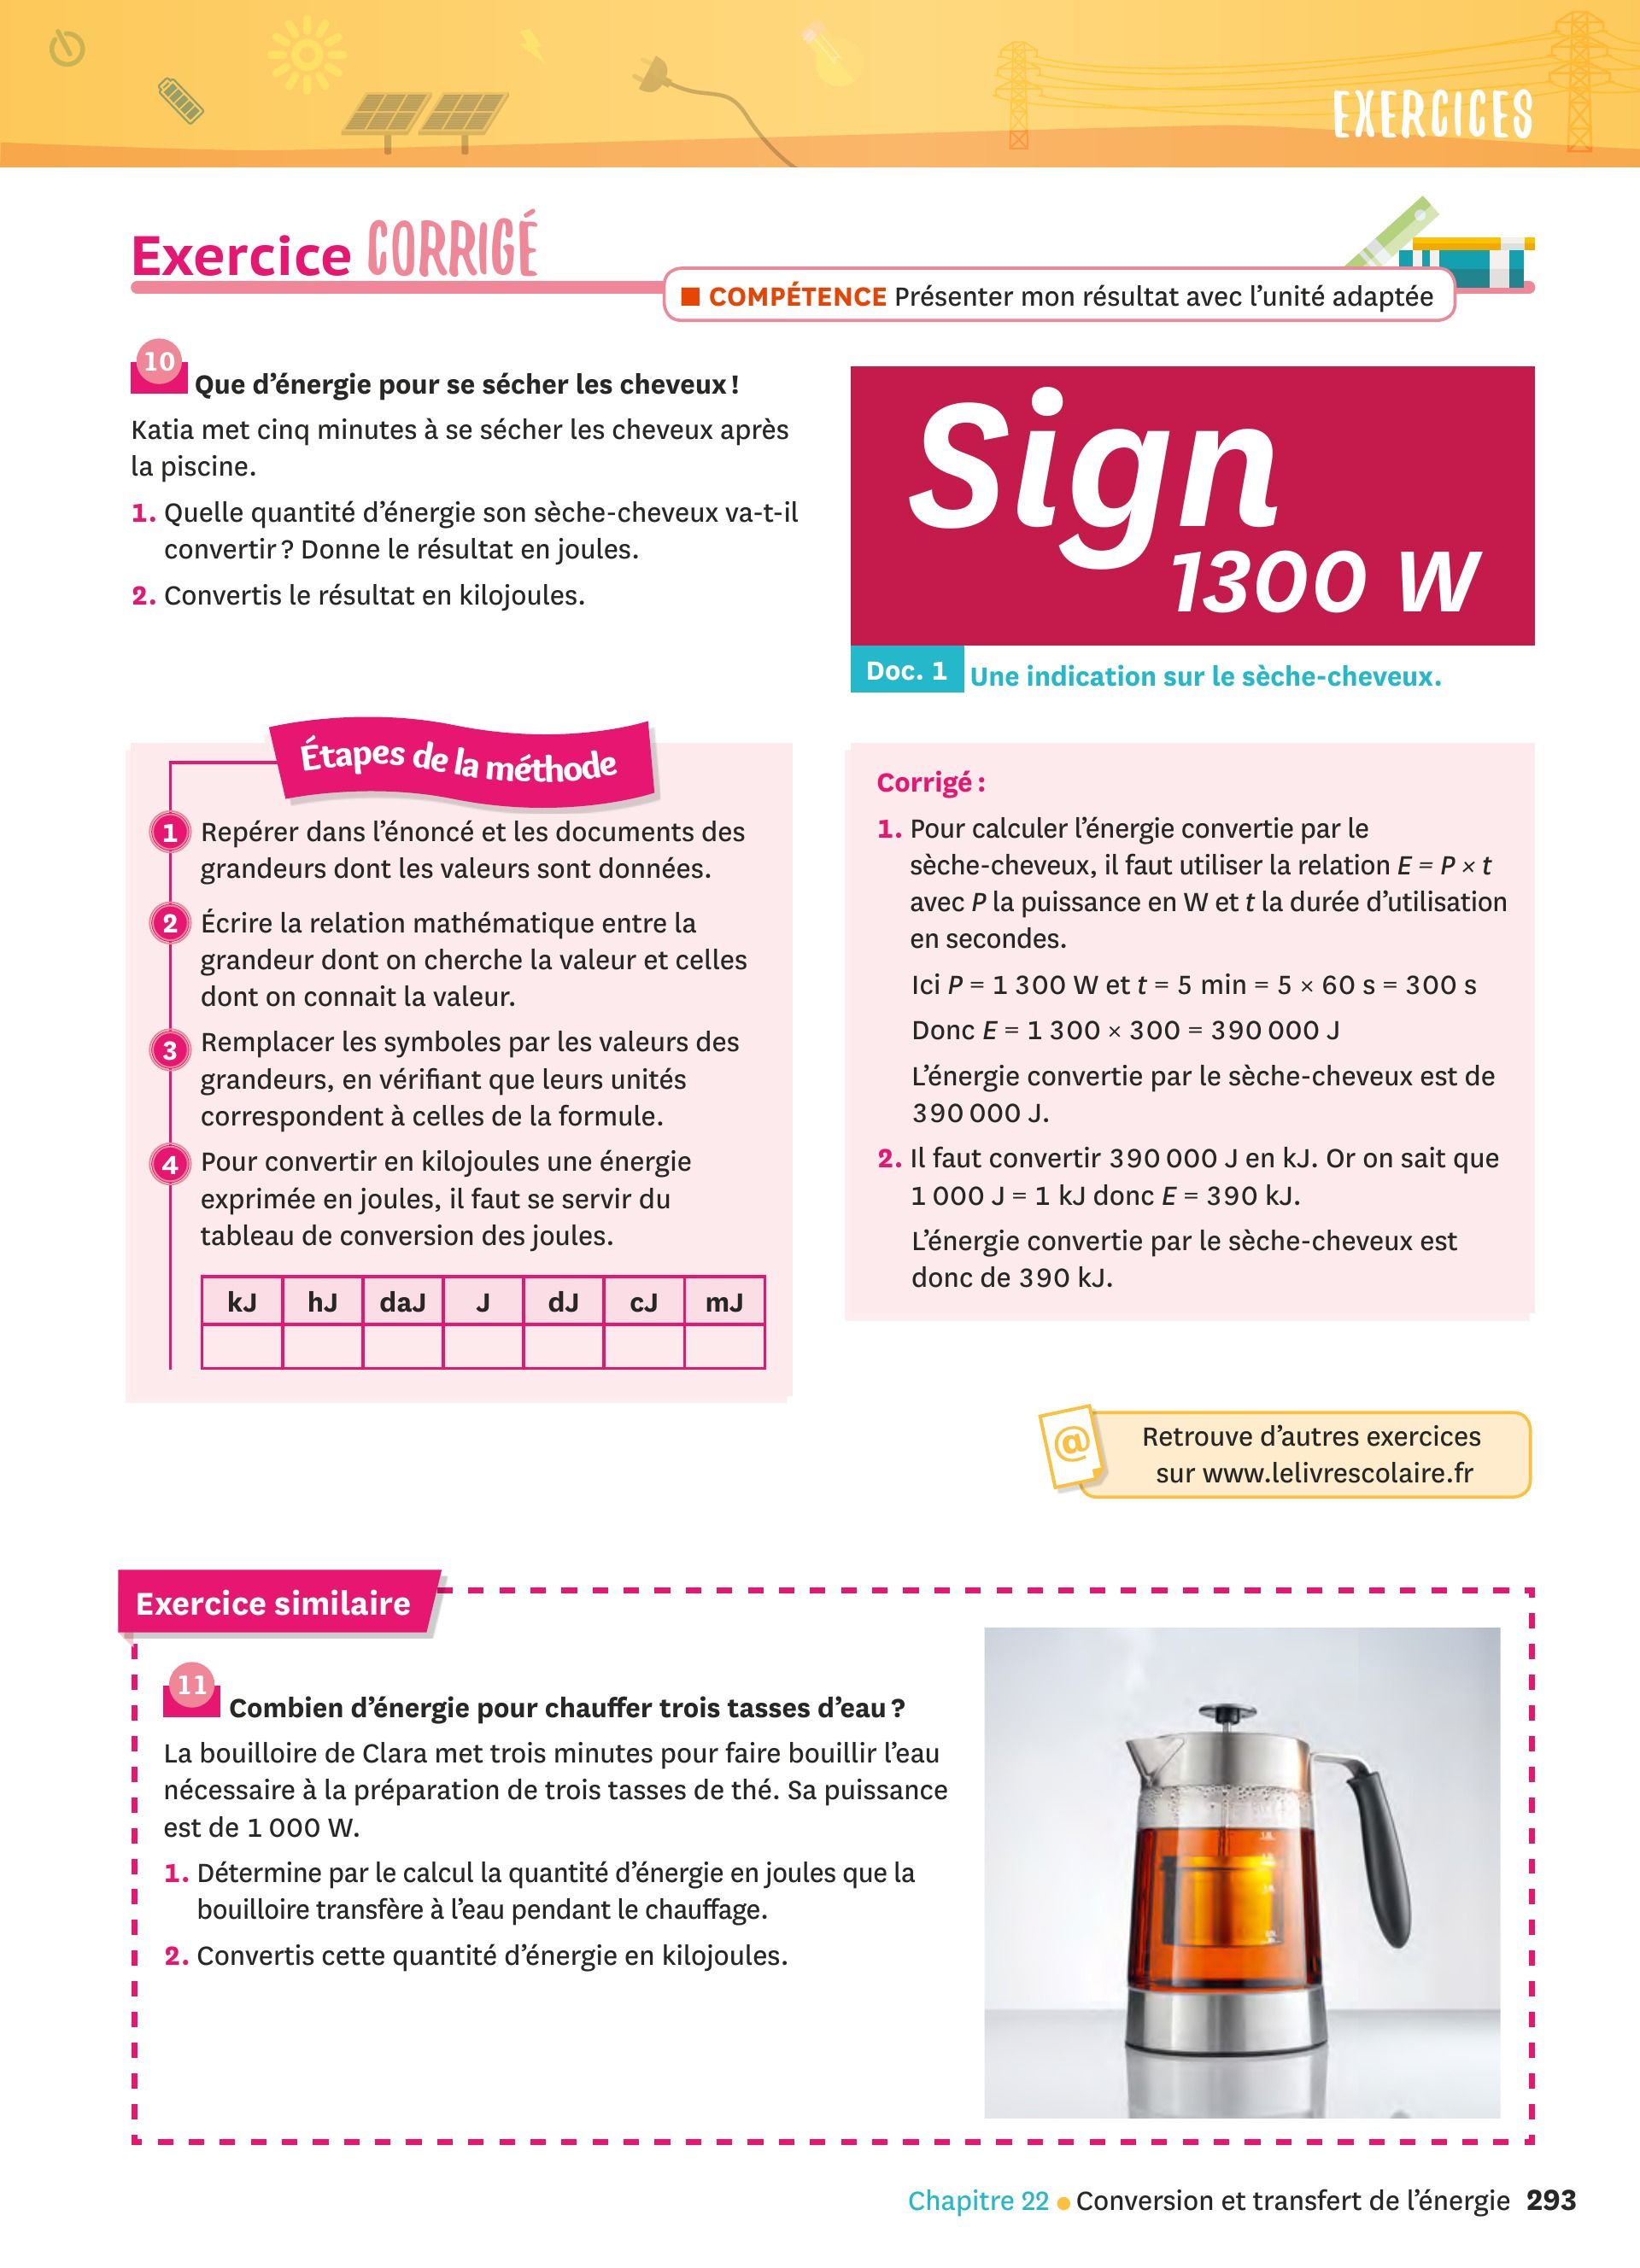 EXERCICES
Exercice CORRIGÉ
COMPÉTENCE Présenter mon résultat avec l'unité adaptée
10
Que d'énergie pour se sécher les cheveux !
Katia met cinq minutes à se sécher les cheveux après
la piscine.
1. Quelle quantité d'énergie son sèche-cheveux va-t-il
convertir ? Donne le résultat en joules.
2. Convertis le résultat en kilojoules.
Sign
1300 W
Doc. 1 Une indication sur le sèche-cheveux.
Étapes de la méthode
1 Repérer dans l'énoncé et les documents des
grandeurs dont les valeurs sont données.
2 Écrire la relation mathématique entre la
grandeur dont on cherche la valeur et celles
dont on connait la valeur.
3 Remplacer les symboles par les valeurs des
grandeurs, en vérifiant que leurs unités
correspondent à celles de la formule.
4 Pour convertir en kilojoules une énergie
exprimée en joules, il faut se servir du
tableau de conversion des joules.
kJ hJ daJ J dJ cJ mJ
Corrigé :
1. Pour calculer l'énergie convertie par le
sèche-cheveux, il faut utiliser la relation E = P × t
avec P la puissance en W et t la durée d'utilisation
en secondes.
Ici P = 1 300 W et t = 5 min = 5 × 60 s = 300 s
Donc E = 1 300 × 300 = 390 000 J
L'énergie convertie par le sèche-cheveux est de
390 000 J.
2. Il faut convertir 390 000 J en kJ. Or on sait que
1 000 J = 1 kJ donc E = 390 kJ.
L'énergie convertie par le sèche-cheveux est
donc de 390 kJ.
@
Retrouve d'autres exercices
sur www.lelivrescolaire.fr
Exercice similaire
11
Combien d'énergie pour chauffer trois tasses d'eau ?
La bouilloire de Clara met trois minutes pour faire bouillir l'eau
nécessaire à la préparation de trois tasses de thé. Sa puissance
est de 1 000 W.
1. Détermine par le calcul la quantité d'énergie en joules que la
bouilloire transfère à l'eau pendant le chauffage.
2. Convertis cette quantité d'énergie en kilojoules.
Chapitre 22 • Conversion et transfert de l'énergie 293